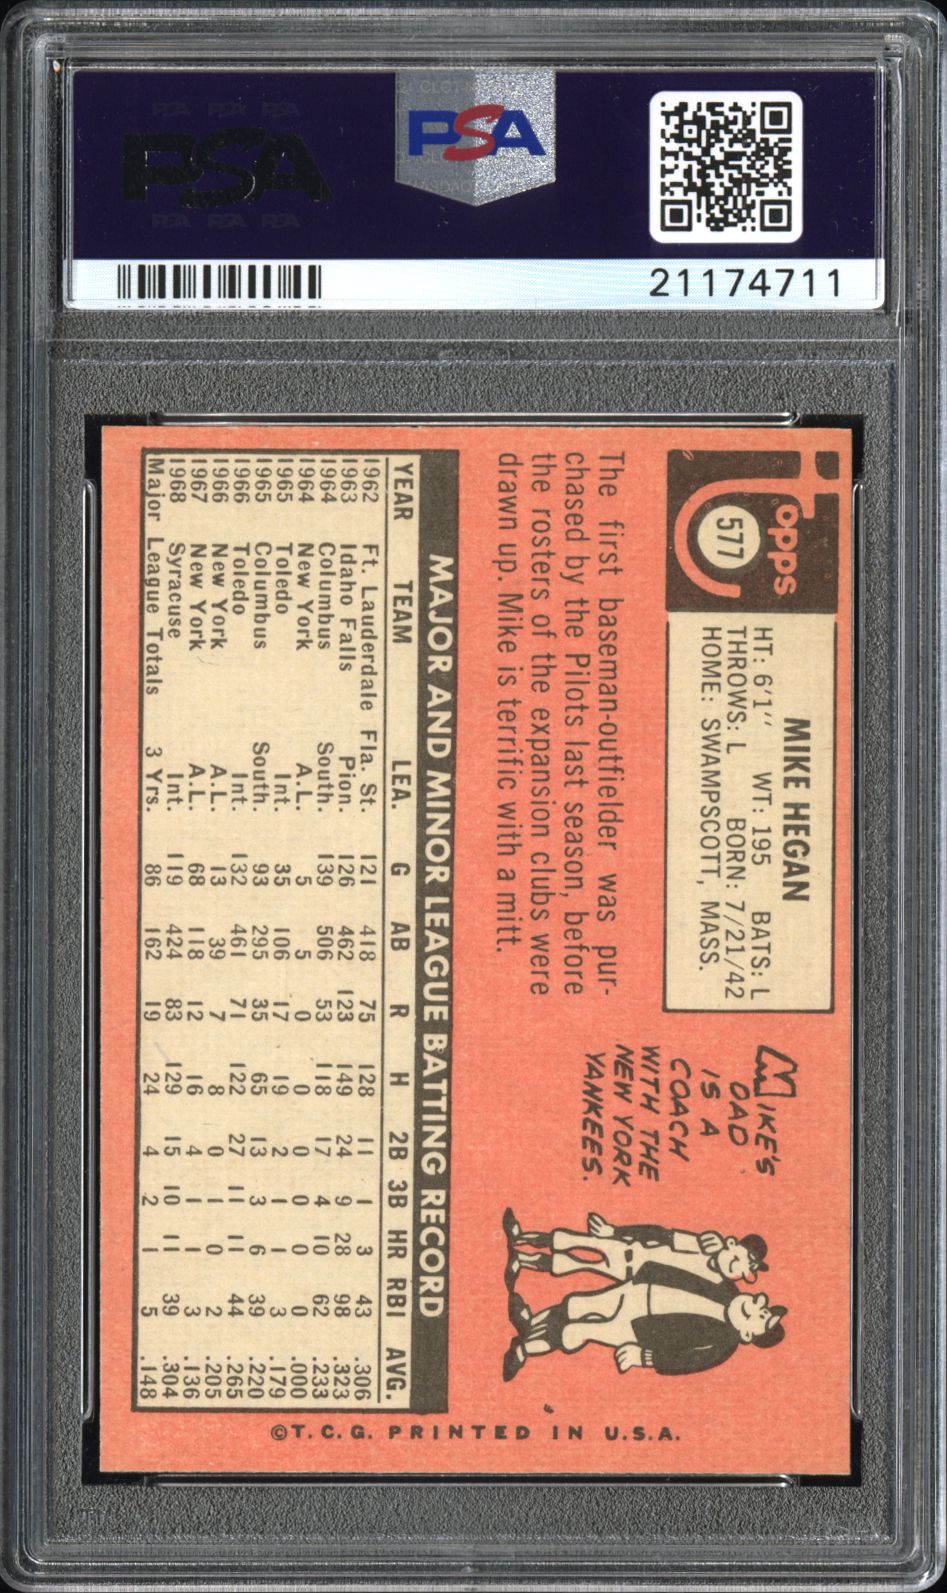 PSA
PSA
21174711
Topps
577
MIKE HEGAN
HT: 6'1" WT: 195 BATS: L
THROWS: L BORN: 7/21/42
HOME: SWAMPSCOTT, MASS.
The first baseman-outfielder was pur-
chased by the Pilots last season, before
the rosters of the expansion clubs were
drawn up. Mike is terrific with a mitt.
MIKE'S
DAD
IS A
COACH
WITH THE
NEW YORK
YANKEES.
MAJOR AND MINOR LEAGUE BATTING RECORD
YEAR TEAM LEA. G AB R H 2B 3B HR RBI AVG.
1962 Ft. Lauderdale Fla. St. 121 418 75 128 11 1 3 43 .306
1963 Idaho Falls Pion. 126 462 123 149 24 9 28 98 .323
1964 Columbus South. 139 506 53 118 17 4 10 62 .233
1964 New York A.L. 5 5 0 0 0 0 0 0 .000
1965 Toledo Int. 35 106 17 19 2 1 1 3 .179
1965 Columbus South. 93 295 35 65 13 3 6 39 .220
1966 Toledo Int. 132 461 71 122 27 11 11 44 .265
1966 New York A.L. 13 39 7 8 0 1 0 2 .205
1967 New York A.L. 68 118 12 16 4 1 1 3 .136
1968 Syracuse Int. 119 424 83 129 15 10 11 39 .304
Major League Totals 3 Yrs. 86 162 19 24 4 2 1 5 .148
©T.C.G. PRINTED IN U.S.A.